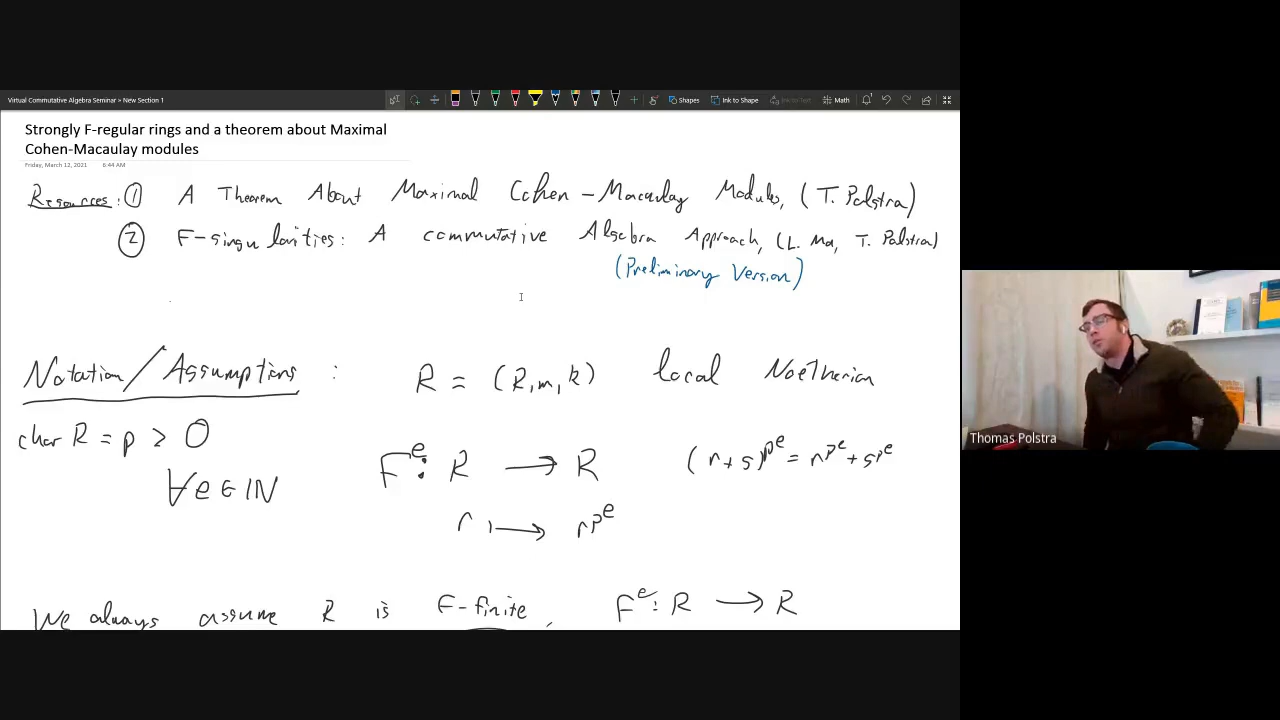 Virtual Commutative Algebra Seminar > New Section 1
Shapes Ink to Shape Math
Strongly F-regular rings and a theorem about Maximal
Cohen-Macaulay modules
Friday, March 12, 2021 6:44 AM
Resources: ① A Theorem About Maximal Cohen-Macaulay Modules, (T. Polstra)
② F-singularities: A commutative Algebra Approach, (L. Ma, T. Polstra)
(Preliminary Version)
Notation/Assumptions : R = (R, m, k) local Noetherian
char R = p > 0
∀e ∈ ℕ F^e: R → R (r+s)^{p^e} = r^{p^e} + s^{p^e}
r ↦ r^{p^e}
We always assume R is F-finite, F^e: R → R
Thomas Polstra